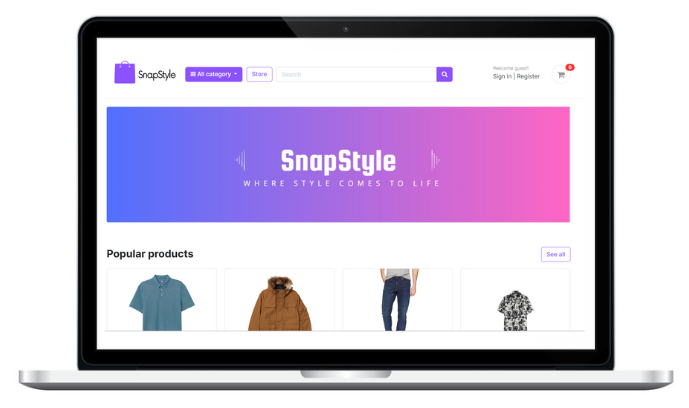 SnapStyle
All category
Store
Search
Welcome guest!
Sign in | Register
0
SnapStyle
WHERE STYLE COMES TO LIFE
Popular products
See all